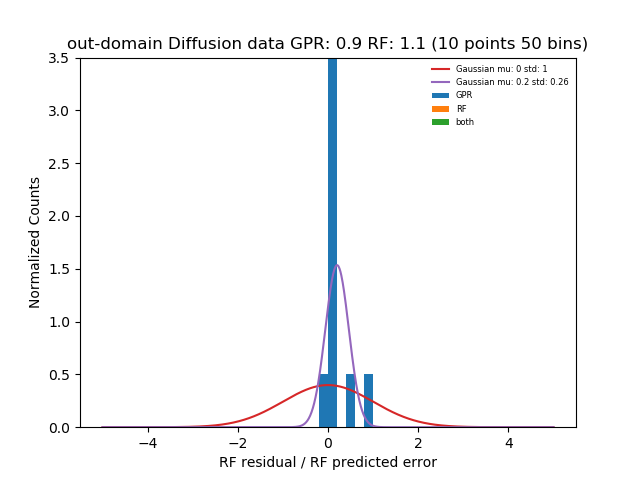 out-domain Diffusion data GPR: 0.9 RF: 1.1 (10 points 50 bins)
Gaussian mu: 0 std: 1
Gaussian mu: 0.2 std: 0.26
GPR
RF
both
Normalized Counts
3.5
3.0
2.5
2.0
1.5
1.0
0.5
0.0
−4
−2
0
2
4
RF residual / RF predicted error